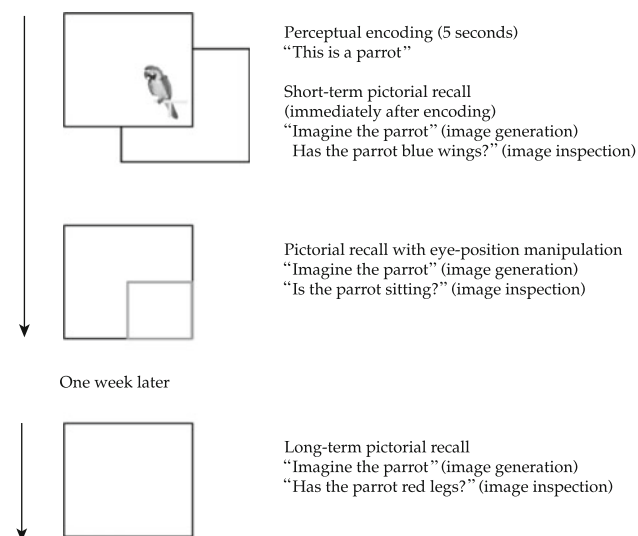 Perceptual encoding (5 seconds)
“This is a parrot”
Short-term pictorial recall
(immediately after encoding)
“Imagine the parrot” (image generation)
Has the parrot blue wings?” (image inspection)
Pictorial recall with eye-position manipulation
“Imagine the parrot” (image generation)
“Is the parrot sitting?” (image inspection)
One week later
Long-term pictorial recall
“Imagine the parrot” (image generation)
“Has the parrot red legs?” (image inspection)